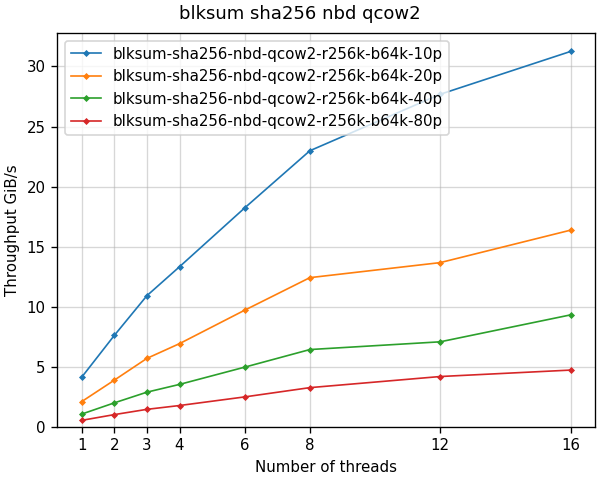 blksum sha256 nbd qcow2
blksum-sha256-nbd-qcow2-r256k-b64k-10p
blksum-sha256-nbd-qcow2-r256k-b64k-20p
blksum-sha256-nbd-qcow2-r256k-b64k-40p
blksum-sha256-nbd-qcow2-r256k-b64k-80p
Throughput GiB/s
30
25
20
15
10
5
0
1 2 3 4 6 8 12 16
Number of threads